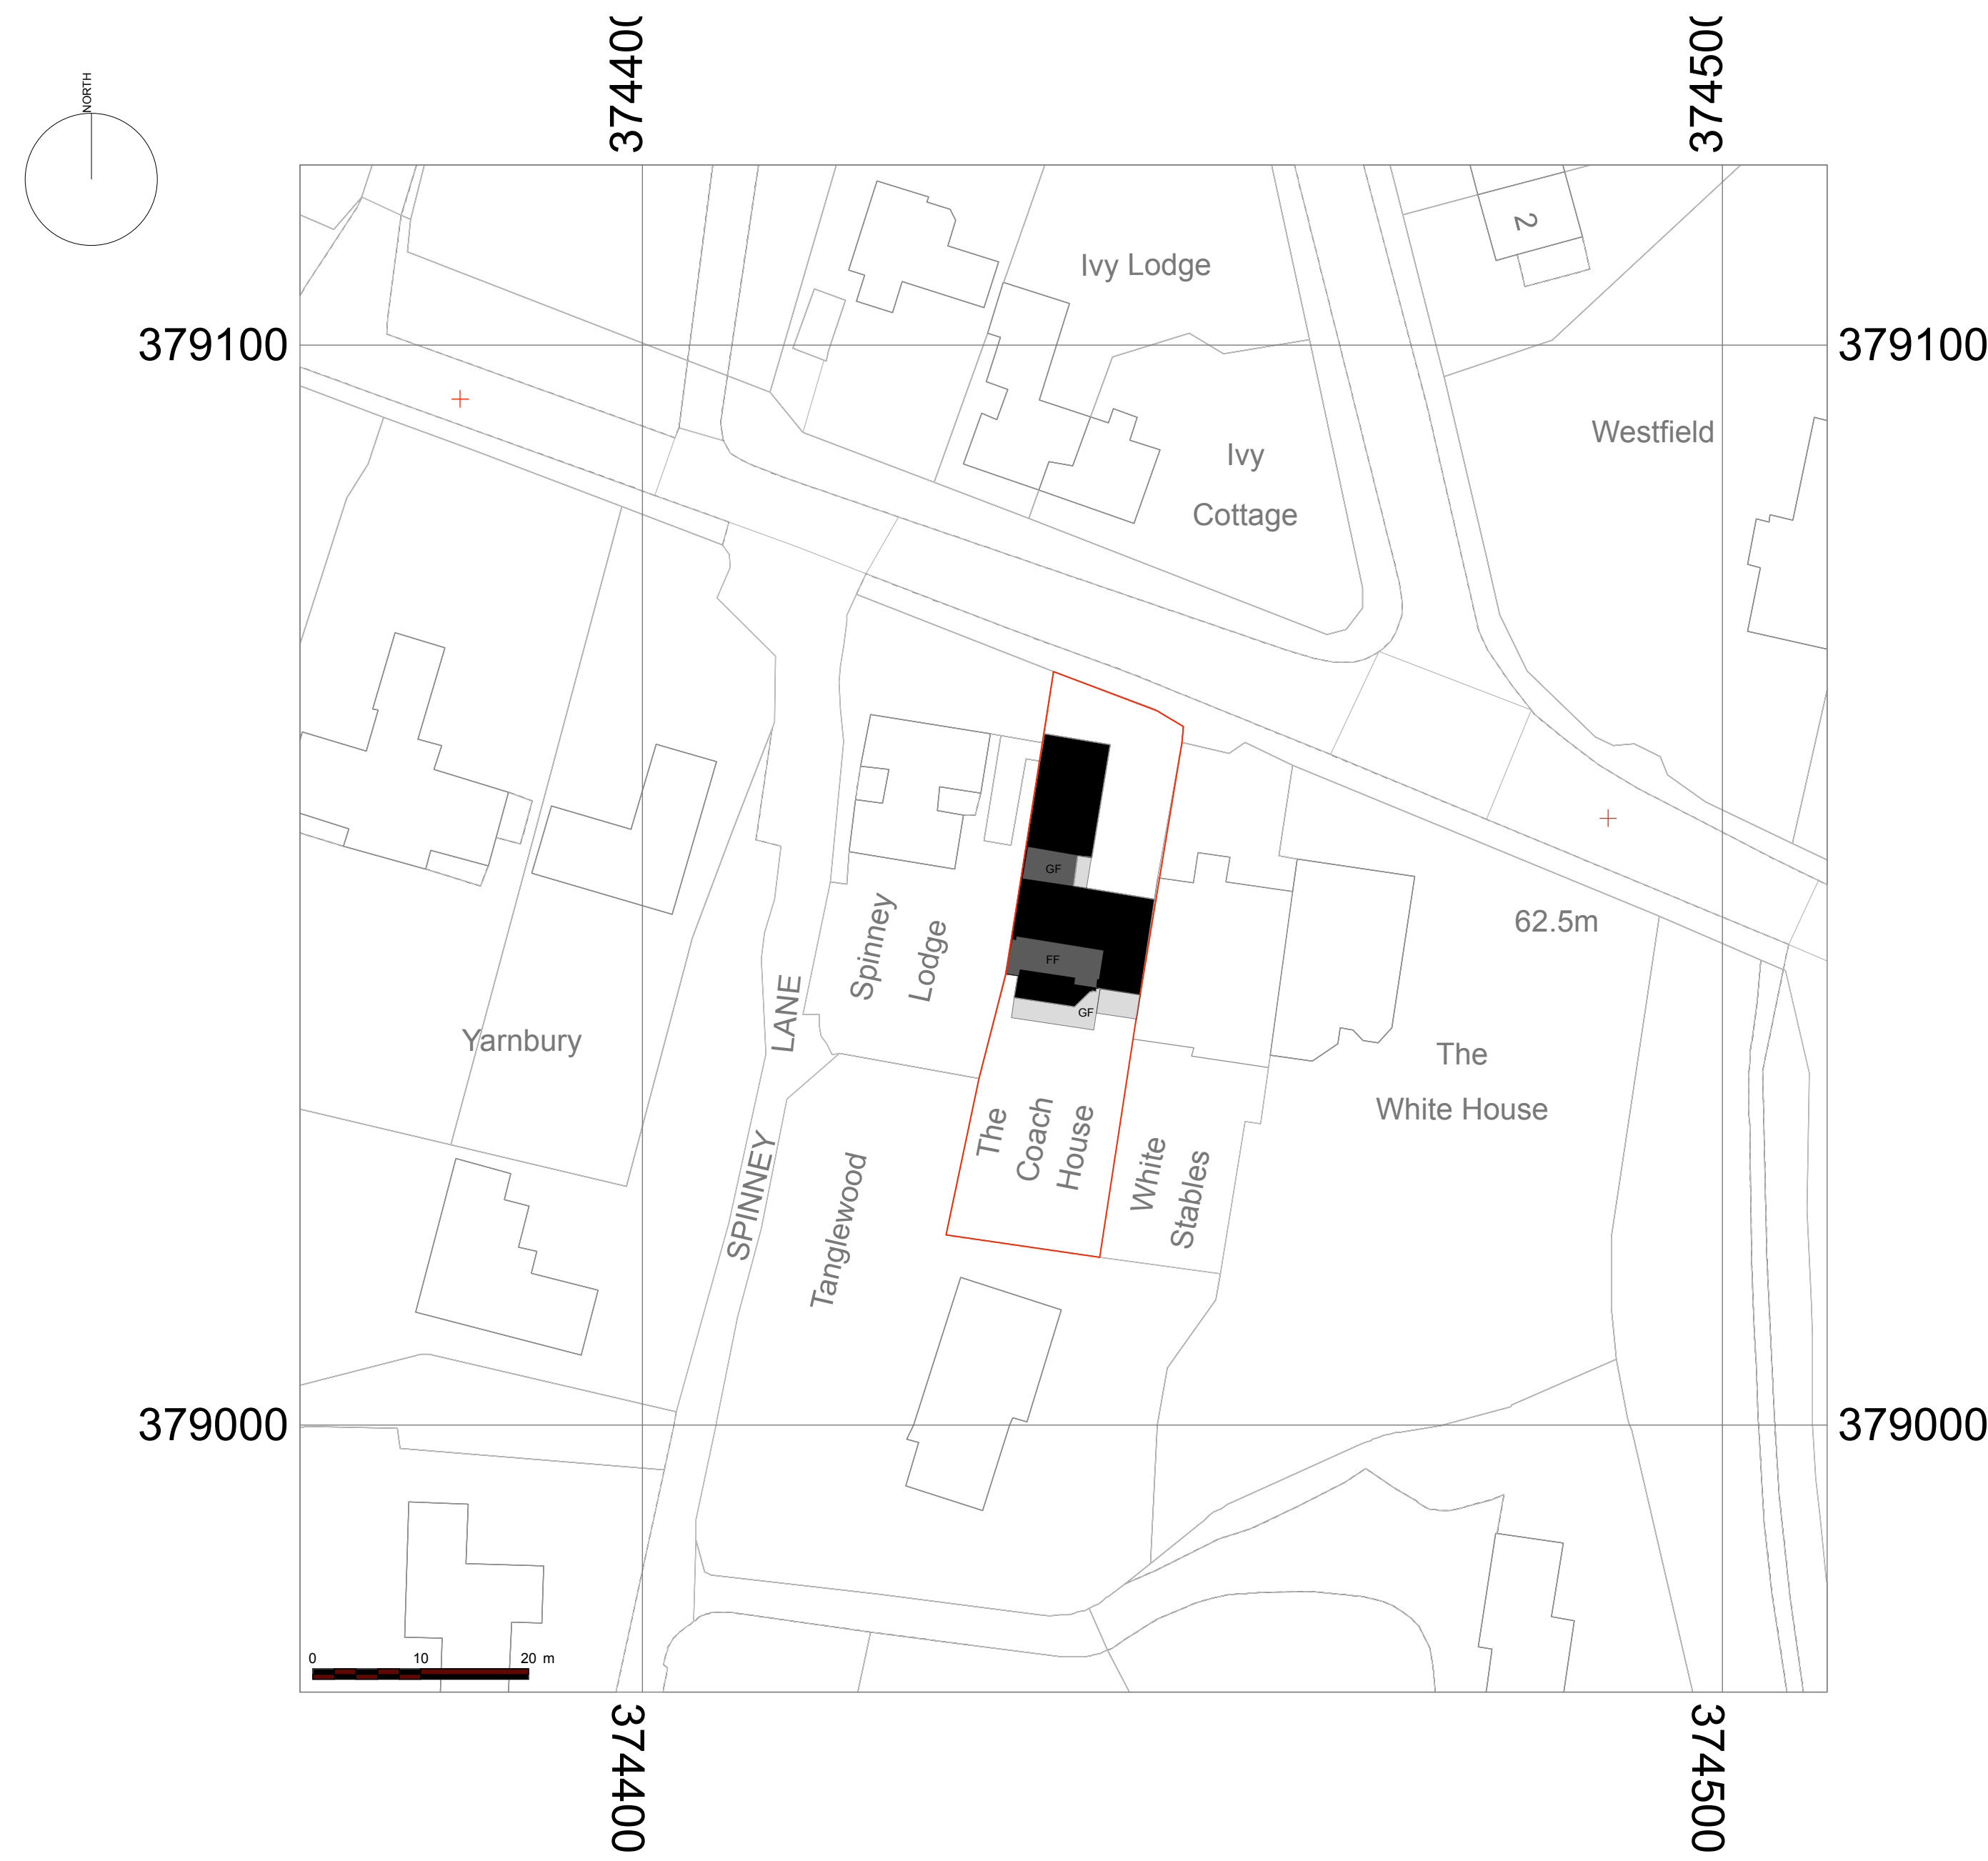 NORTH
374400
374500
2
Ivy Lodge
379100
379100
Westfield
Ivy
Cottage
GF
Spinney
Lodge
62.5m
FF
LANE
GF
Yarnbury
The
White House
The
Coach
House
White
Stables
SPINNEY
Tanglewood
379000
379000
0 10 20 m
374400
374500